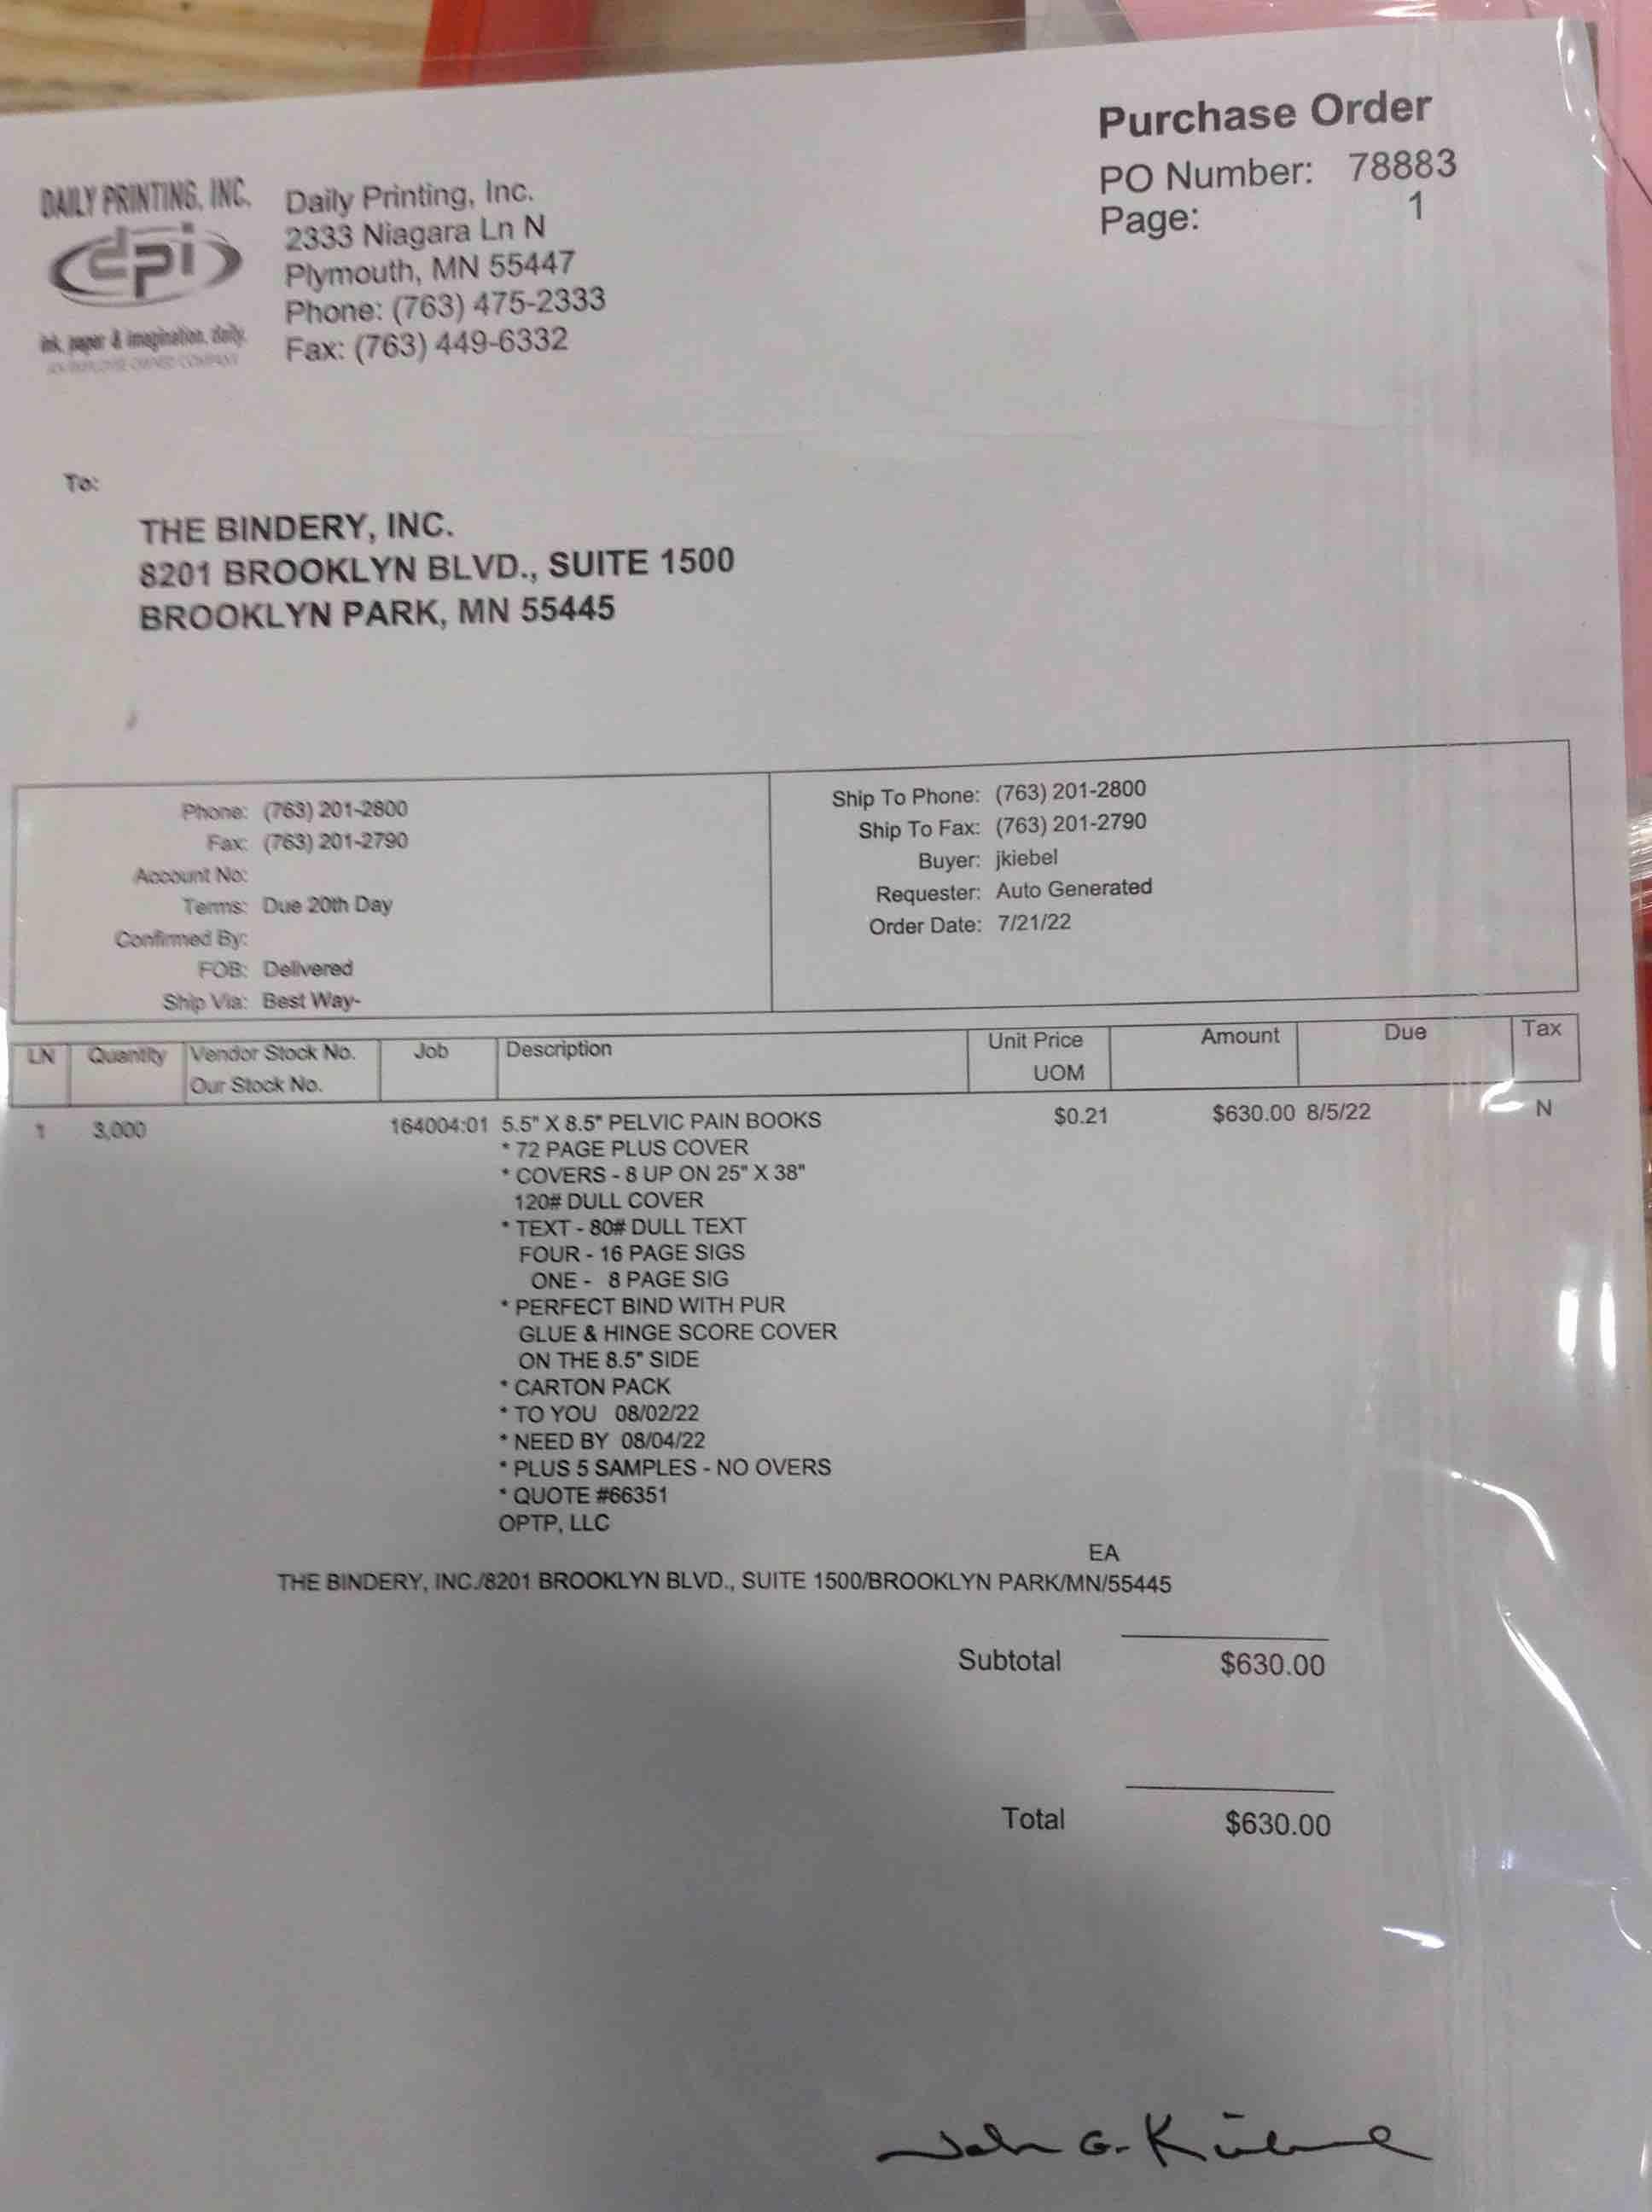 Purchase Order
PO Number: 78883
Page: 1
DAILY PRINTING, INC.
dpi
ink, paper & imagination. daily.
AN EMPLOYEE OWNED COMPANY
Daily Printing, Inc.
2333 Niagara Ln N
Plymouth, MN 55447
Phone: (763) 475-2333
Fax: (763) 449-6332
To:
THE BINDERY, INC.
8201 BROOKLYN BLVD., SUITE 1500
BROOKLYN PARK, MN 55445
Phone: (763) 201-2800
Fax: (763) 201-2790
Account No:
Terms: Due 20th Day
Confirmed By:
FOB: Delivered
Ship Via: Best Way-
Ship To Phone: (763) 201-2800
Ship To Fax: (763) 201-2790
Buyer: jkiebel
Requester: Auto Generated
Order Date: 7/21/22
LN Quantity Vendor Stock No. Job Description Unit Price Amount Due Tax
Our Stock No. UOM
1 3,000 164004:01 5.5" X 8.5" PELVIC PAIN BOOKS $0.21 $630.00 8/5/22 N
* 72 PAGE PLUS COVER
* COVERS - 8 UP ON 25" X 38"
120# DULL COVER
* TEXT - 80# DULL TEXT
FOUR - 16 PAGE SIGS
ONE - 8 PAGE SIG
* PERFECT BIND WITH PUR
GLUE & HINGE SCORE COVER
ON THE 8.5" SIDE
* CARTON PACK
* TO YOU 08/02/22
* NEED BY 08/04/22
* PLUS 5 SAMPLES - NO OVERS
* QUOTE #66351
OPTP, LLC
EA
THE BINDERY, INC./8201 BROOKLYN BLVD., SUITE 1500/BROOKLYN PARK/MN/55445
Subtotal $630.00
Total $630.00
John G.